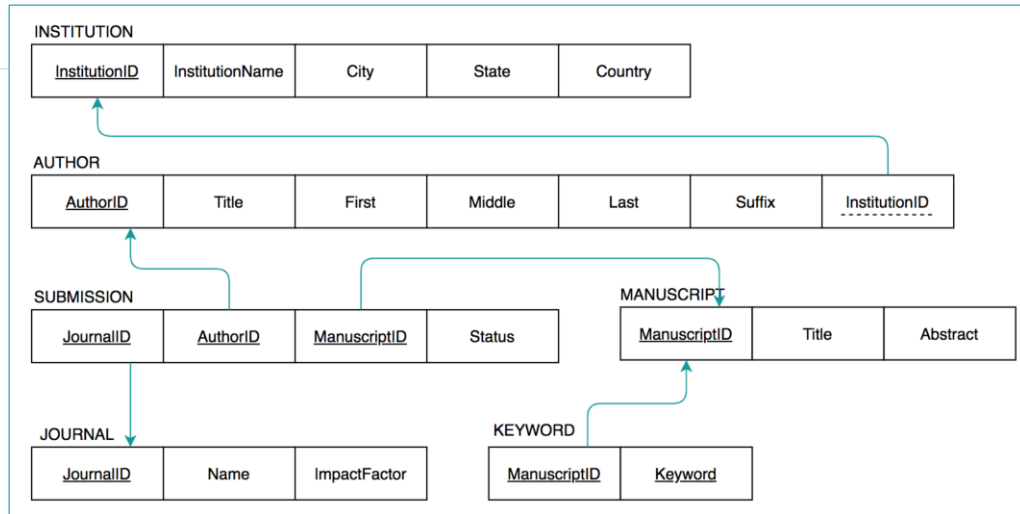 INSTITUTION
InstitutionID InstitutionName City State Country
AUTHOR
AuthorID Title First Middle Last Suffix InstitutionID
SUBMISSION
JournalID AuthorID ManuscriptID Status
MANUSCRIPT
ManuscriptID Title Abstract
JOURNAL
JournalID Name ImpactFactor
KEYWORD
ManuscriptID Keyword